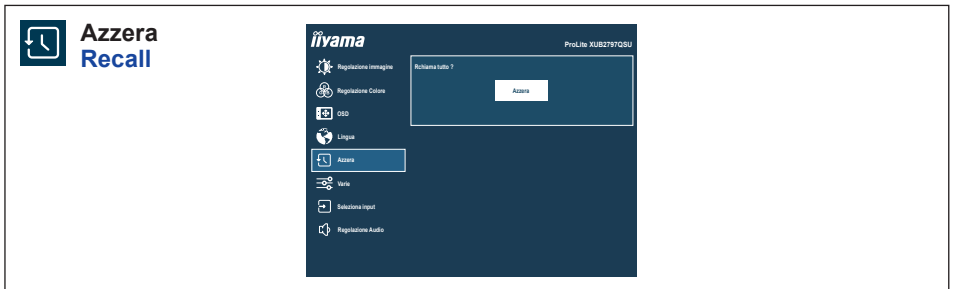 Azzera
Recall
iiyama
ProLite XUB2797QSU
Regolazione Immagine
Rchiama tutto ?
Regolazione Colore
Azzera
OSD
Lingua
Azzera
Varie
Seleziona input
Regolazione Audio